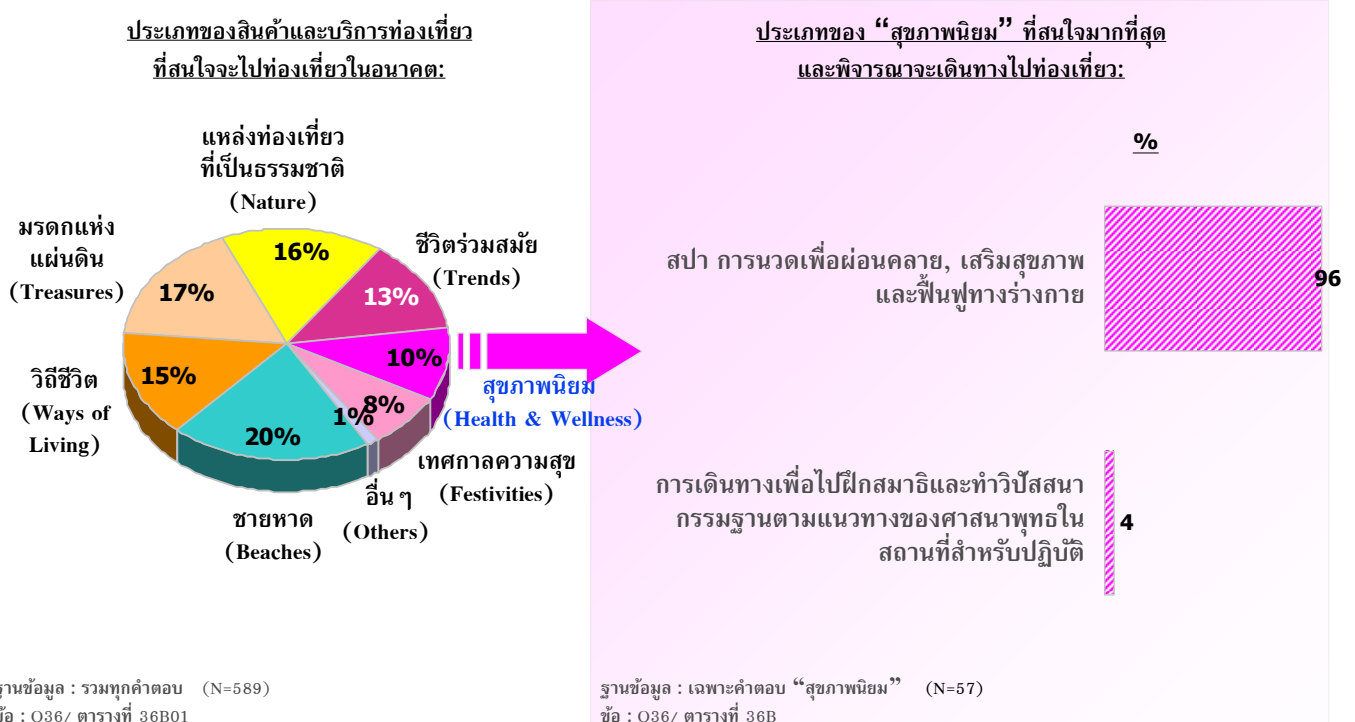 ประเภทของสินค้าและบริการท่องเที่ยว
ที่สนใจจะไปท่องเที่ยวในอนาคต:
แหล่งท่องเที่ยว
ที่เป็นธรรมชาติ
(Nature)
16%
ชีวิตร่วมสมัย
(Trends)
13%
มรดกแห่ง
แผ่นดิน
(Treasures)
17%
10%
สุขภาพนิยม
(Health & Wellness)
วิถีชีวิต
(Ways of
Living)
15%
8%
เทศกาลความสุข
(Festivities)
1%
อื่น ๆ
(Others)
20%
ชายหาด
(Beaches)
ฐานข้อมูล : รวมทุกคำตอบ (N=589)
ข้อ : Q36/ ตารางที่ 36B01
ประเภทของ “สุขภาพนิยม” ที่สนใจมากที่สุด
และพิจารณาจะเดินทางไปท่องเที่ยว:
%
สปา การนวดเพื่อผ่อนคลาย, เสริมสุขภาพ
และฟื้นฟูทางร่างกาย
96
การเดินทางเพื่อไปฝึกสมาธิและทำวิปัสสนา
กรรมฐานตามแนวทางของศาสนาพุทธใน
สถานที่สำหรับปฏิบัติ
4
ฐานข้อมูล : เฉพาะคำตอบ “สุขภาพนิยม” (N=57)
ข้อ : Q36/ ตารางที่ 36B